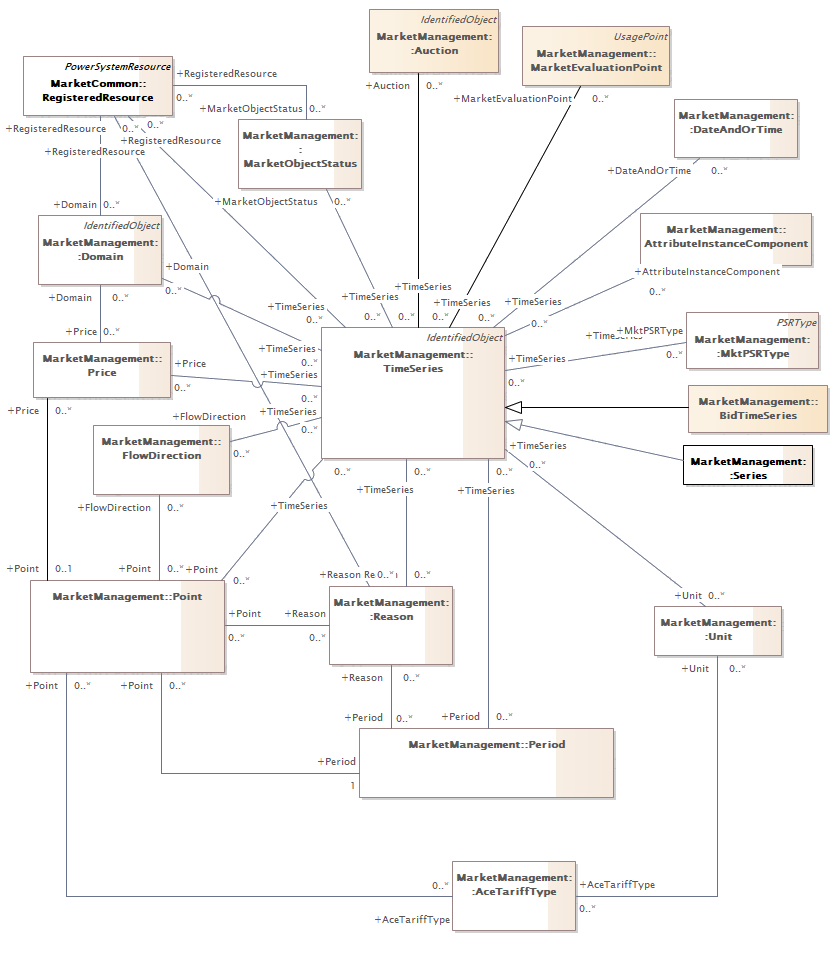 IdentifiedObject
MarketManagement:
:Auction
UsagePoint
MarketManagement::
MarketEvaluationPoint
PowerSystemResource
MarketCommon::
RegisteredResource
+RegisteredResource
0..*
+Auction
0..*
+MarketEvaluationPoint
0..*
+MarketObjectStatus
0..*
MarketManagement::
:DateAndOrTime
+RegisteredResource
0..*
0..*
+RegisteredResource
+RegisteredResource
MarketManagement:
:
MarketObjectStatus
+DateAndOrTime
0..*
+Domain
0..*
+MarketObjectStatus
0..*
IdentifiedObject
MarketManagement:
:Domain
MarketManagement::
AttributeInstanceComponent
+Domain
0..*
+AttributeInstanceComponent
0..*
+Domain
0..*
+TimeSeries
0..*
+TimeSeries
0..*
+TimeSeries
0..*
+TimeSeries
0..*
+TimeSeries
0..*
0..*
+Price
0..*
IdentifiedObject
MarketManagement::
TimeSeries
PSRType
MarketManagement:
:MktPSRType
+TimeSeries
+MktPSRType
0..*
+TimeSeries
0..*
MarketManagement::
Price
+Price
0..*
+TimeSeries
0..*
+TimeSeries
0..*
MarketManagement::
BidTimeSeries
+Price
0..*
+FlowDirection
0..*
+TimeSeries
0..*
MarketManagement::
FlowDirection
+TimeSeries
0..*
MarketManagement:
:Series
0..*
+TimeSeries
0..*
+TimeSeries
0..*
+TimeSeries
+FlowDirection
0..*
+Point
0..1
+Point
0..*
+Point
0..*
+Reason
0..*
0..*
+Unit
0..*
MarketManagement::Point
MarketManagement:
:Reason
+Point
0..*
+Reason
0..*
MarketManagement:
:Unit
+Point
0..*
+Point
0..*
+Reason
0..*
+Unit
0..*
+Period
0..*
+Period
0..*
MarketManagement::Period
+Period
1
MarketManagement:
:AceTariffType
0..*
+AceTariffType
+AceTariffType
0..*